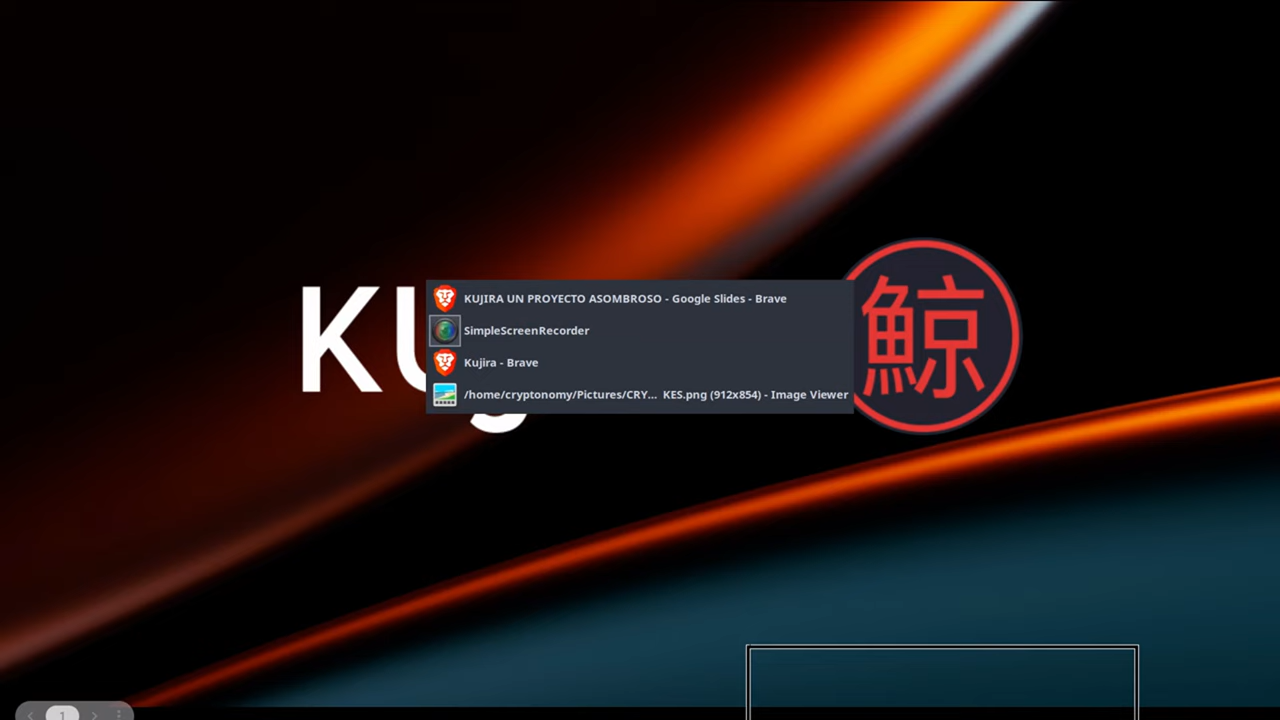 KUJIRA UN PROYECTO ASOMBROSO - Google Slides - Brave
SimpleScreenRecorder
Kujira - Brave
/home/cryptonomy/Pictures/CRY... KES.png (912x854) - Image Viewer
鯨
1